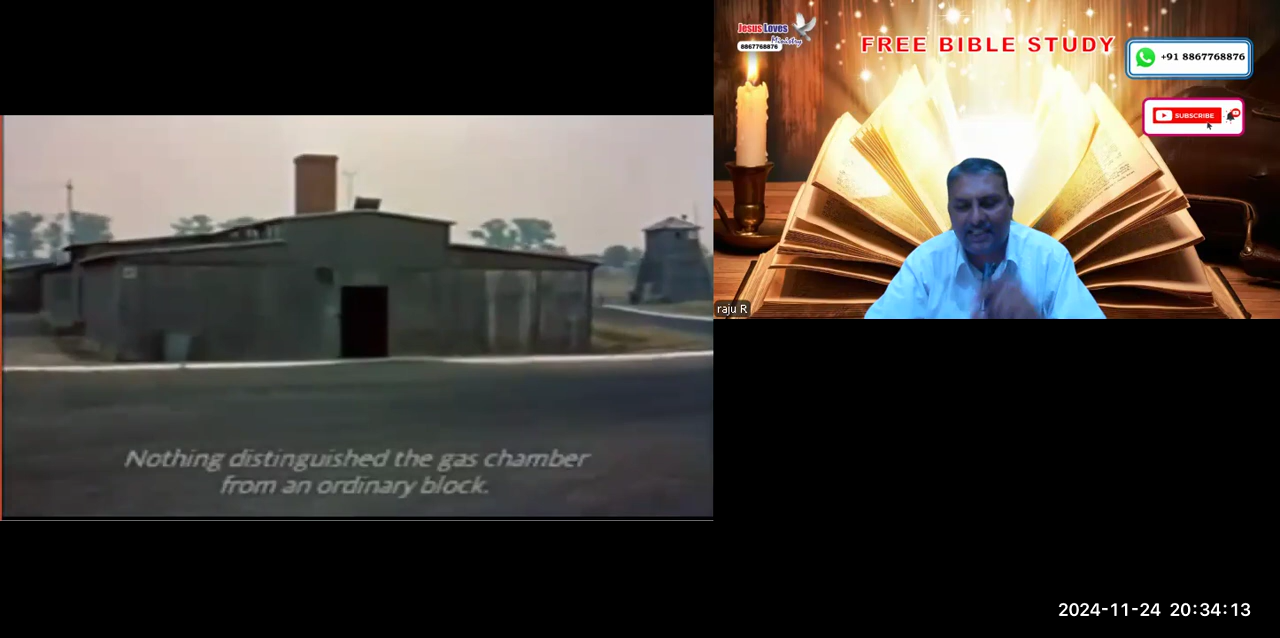 Nothing distinguished the gas chamber
from an ordinary block.
Jesus Loves
Ministry
8867768876
FREE BIBLE STUDY
+91 8867768876
SUBSCRIBE
raju R
2024-11-24 20:34:13